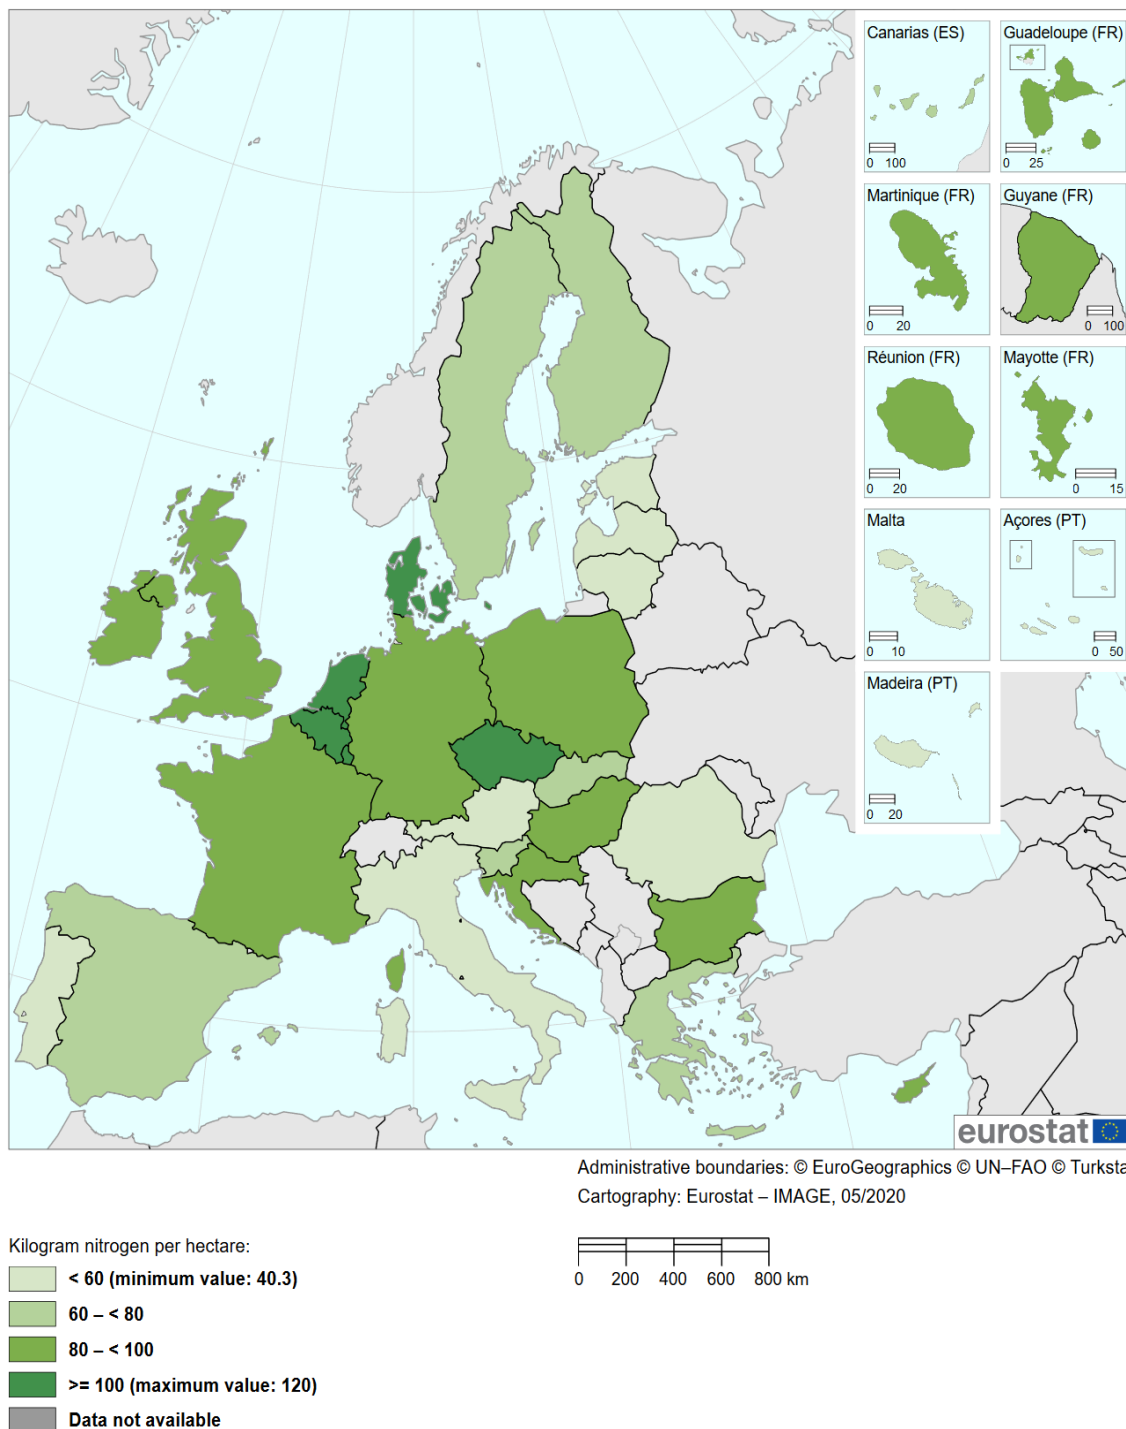 Canarias (ES)
0 100
Guadeloupe (FR)
0 25
Martinique (FR)
0 20
Guyane (FR)
0 100
Réunion (FR)
0 20
Mayotte (FR)
0 15
Malta
0 10
Açores (PT)
0 50
Madeira (PT)
0 20
eurostat
Administrative boundaries: © EuroGeographics © UN–FAO © Turksta
Cartography: Eurostat – IMAGE, 05/2020
Kilogram nitrogen per hectare:
< 60 (minimum value: 40.3)
60 – < 80
80 – < 100
>= 100 (maximum value: 120)
Data not available
0 200 400 600 800 km